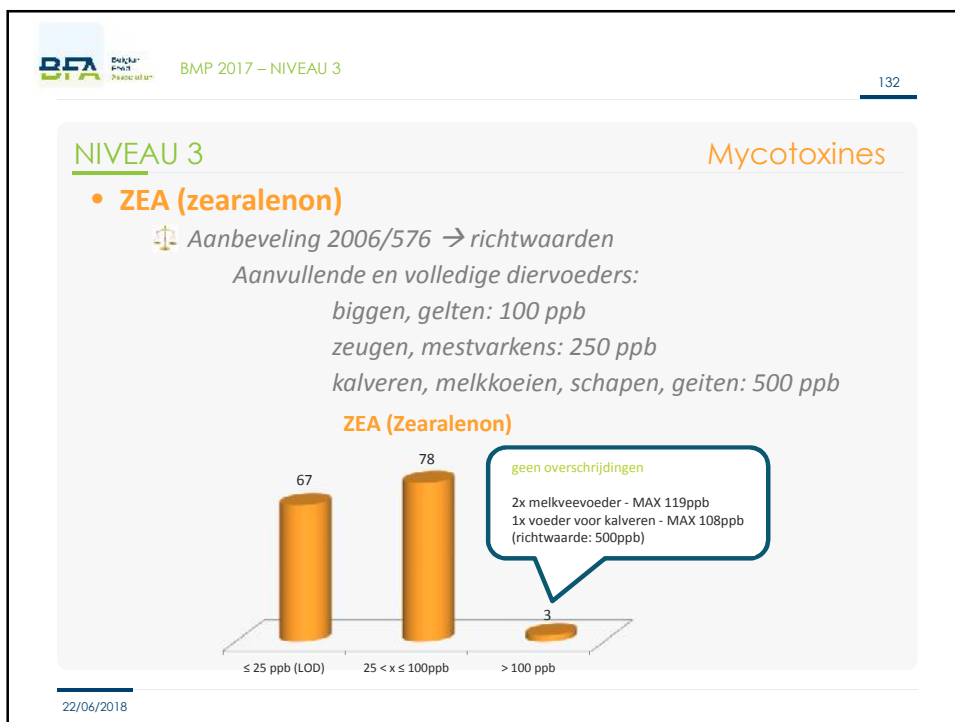 BFA
BMP 2017 – NIVEAU 3
132
NIVEAU 3
Mycotoxines
• ZEA (zearalenon)
Aanbeveling 2006/576 → richtwaarden
Aanvullende en volledige diervoeders:
biggen, gelten: 100 ppb
zeugen, mestvarkens: 250 ppb
kalveren, melkkoeien, schapen, geiten: 500 ppb
ZEA (Zearalenon)
67
78
3
geen overschrijdingen
2x melkveevoeder - MAX 119ppb
1x voeder voor kalveren - MAX 108ppb
(richtwaarde: 500ppb)
≤ 25 ppb (LOD)
25 < x ≤ 100ppb
> 100 ppb
22/06/2018